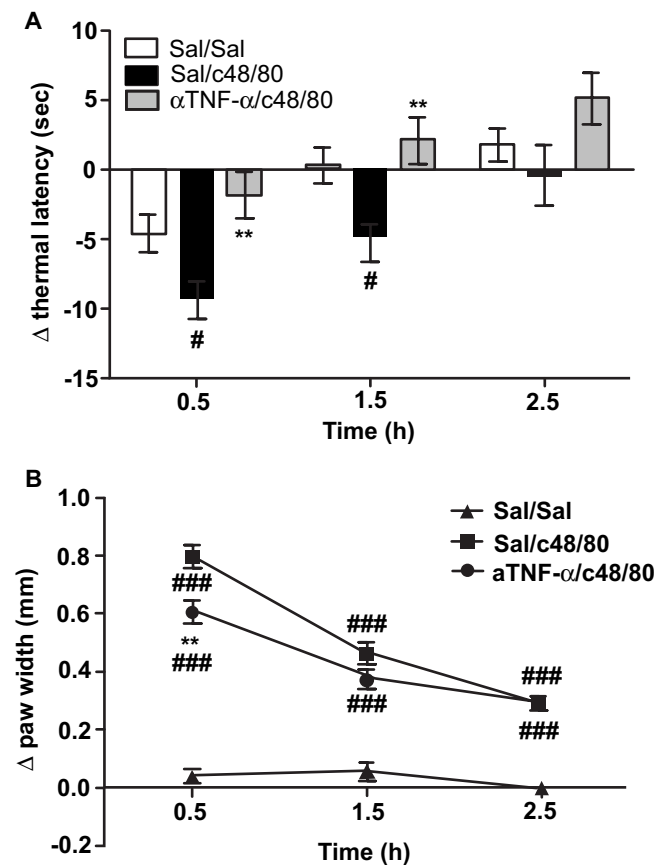 A
10
5
0
-5
-10
-15
Δ thermal latency (sec)
Sal/Sal
Sal/c48/80
αTNF-α/c48/80
**
**
#
#
0.5
1.5
2.5
Time (h)
B
1.0
0.8
0.6
0.4
0.2
0.0
-0.2
Δ paw width (mm)
Sal/Sal
Sal/c48/80
aTNF-α/c48/80
###
**
###
###
###
###
###
0.5
1.5
2.5
Time (h)